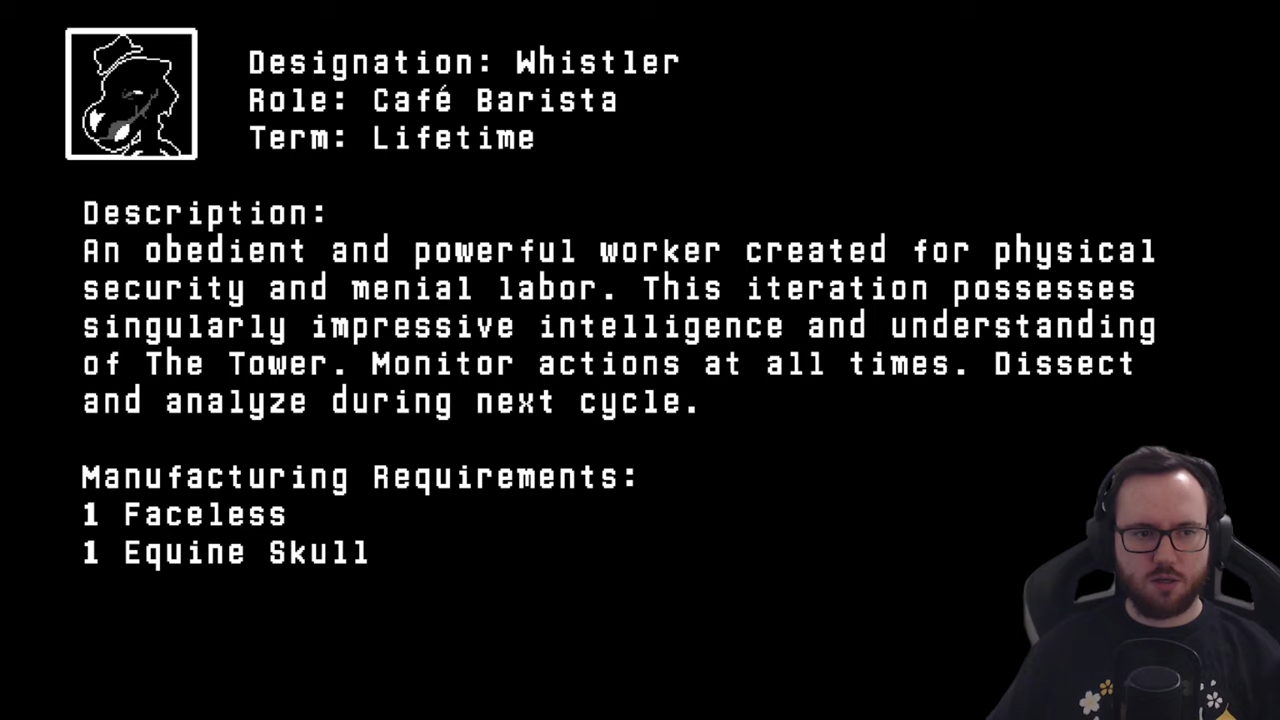 Designation: Whistler
Role: Café Barista
Term: Lifetime
Description:
An obedient and powerful worker created for physical
security and menial labor. This iteration possesses
singularly impressive intelligence and understanding
of The Tower. Monitor actions at all times. Dissect
and analyze during next cycle.
Manufacturing Requirements:
1 Faceless
1 Equine Skull